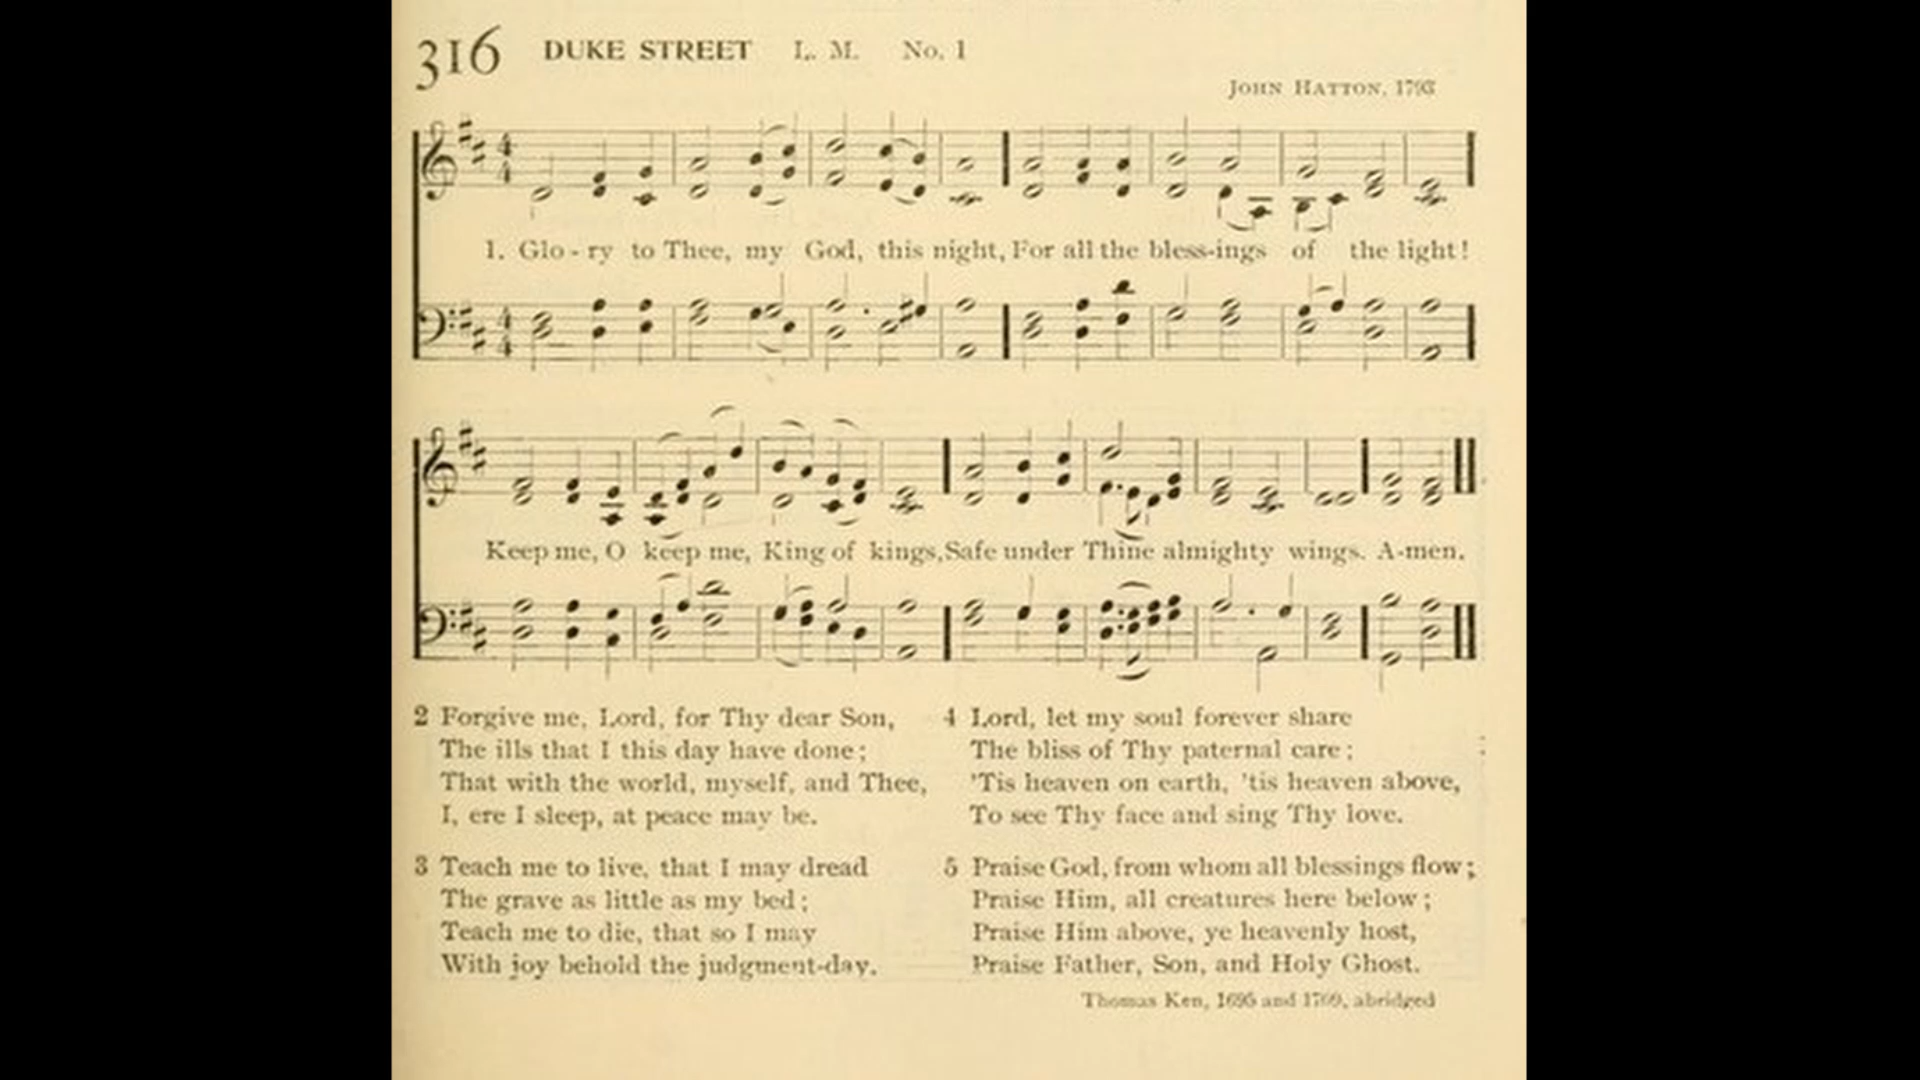 316 DUKE STREET L. M. No. 1
JOHN HATTON, 1793
4
4
1. Glo - ry to Thee, my God, this night, For all the bless-ings of the light!
4
4
Keep me, O keep me, King of kings, Safe under Thine almighty wings. A-men.
2 Forgive me, Lord, for Thy dear Son,
The ills that I this day have done;
That with the world, myself, and Thee,
I, ere I sleep, at peace may be.
3 Teach me to live, that I may dread
The grave as little as my bed;
Teach me to die, that so I may
With joy behold the judgment-day.
4 Lord, let my soul forever share
The bliss of Thy paternal care;
'Tis heaven on earth, 'tis heaven above,
To see Thy face and sing Thy love.
5 Praise God, from whom all blessings flow;
Praise Him, all creatures here below;
Praise Him above, ye heavenly host,
Praise Father, Son, and Holy Ghost.
Thomas Ken, 1695 and 1709, abridged